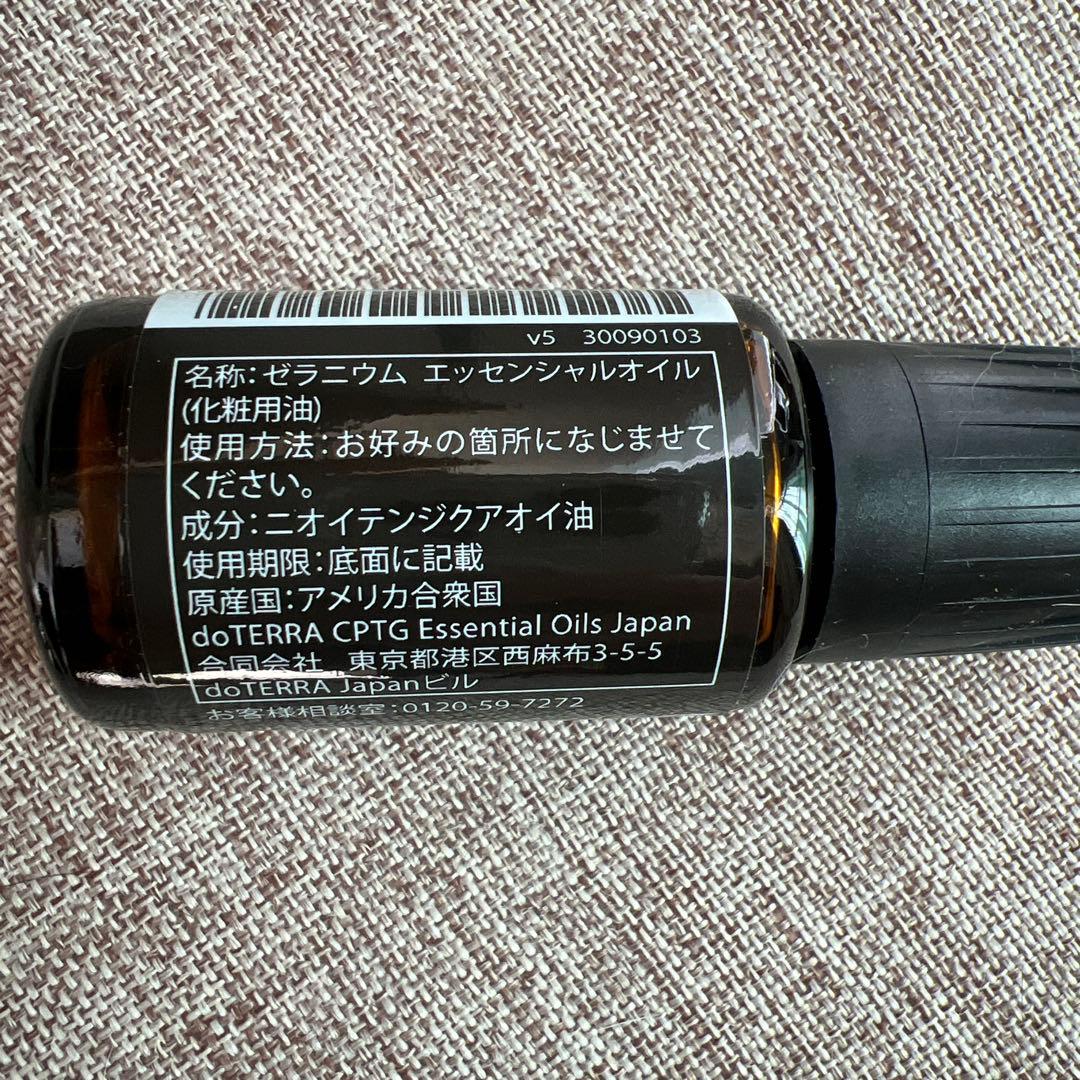 v5 30090103
名称：ゼラニウム エッセンシャルオイル
(化粧用油)
使用方法：お好みの箇所になじませて
ください。
成分：ニオイテンジクアオイ油
使用期限：底面に記載
原産国：アメリカ合衆国
doTERRA CPTG Essential Oils Japan
合同会社 東京都港区西麻布3-5-5
doTERRA Japanビル
お客様相談室：0120-59-7272